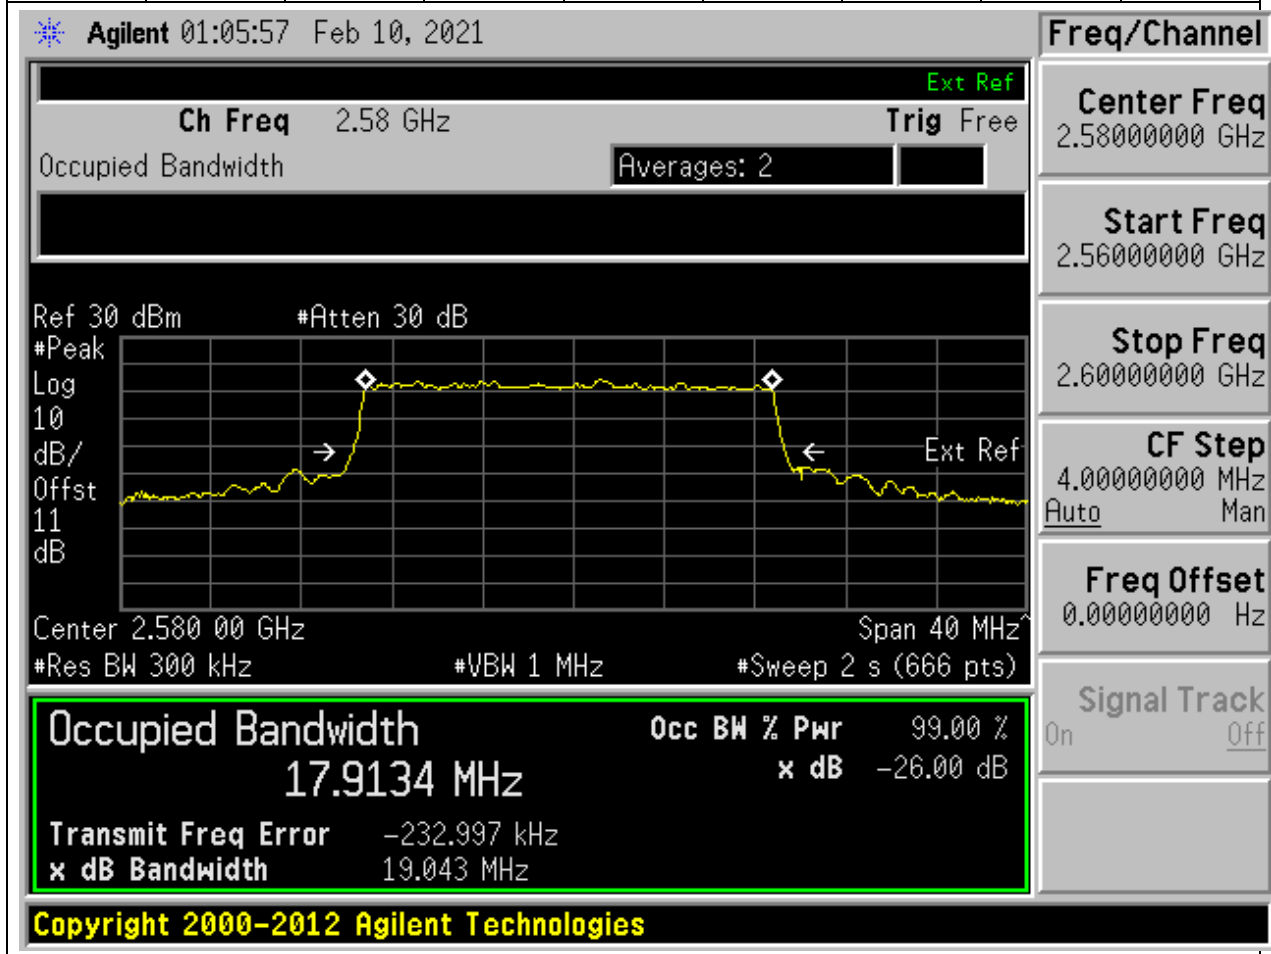 Agilent 01:05:57 Feb 10, 2021
Freq/Channel
Ext Ref
Ch Freq 2.58 GHz
Trig Free
Occupied Bandwidth
Averages: 2
Ref 30 dBm
#Atten 30 dB
#Peak
Log
10
dB/
Offst
11
dB
Ext Ref
Center 2.580 00 GHz
Span 40 MHz^
#Res BW 300 kHz
#VBW 1 MHz
#Sweep 2 s (666 pts)
Occupied Bandwidth
17.9134 MHz
Occ BW % Pwr 99.00 %
x dB -26.00 dB
Transmit Freq Error -232.997 kHz
x dB Bandwidth 19.043 MHz
Copyright 2000-2012 Agilent Technologies
Center Freq
2.58000000 GHz
Start Freq
2.56000000 GHz
Stop Freq
2.60000000 GHz
CF Step
4.00000000 MHz
Auto Man
Freq Offset
0.00000000 Hz
Signal Track
On Off